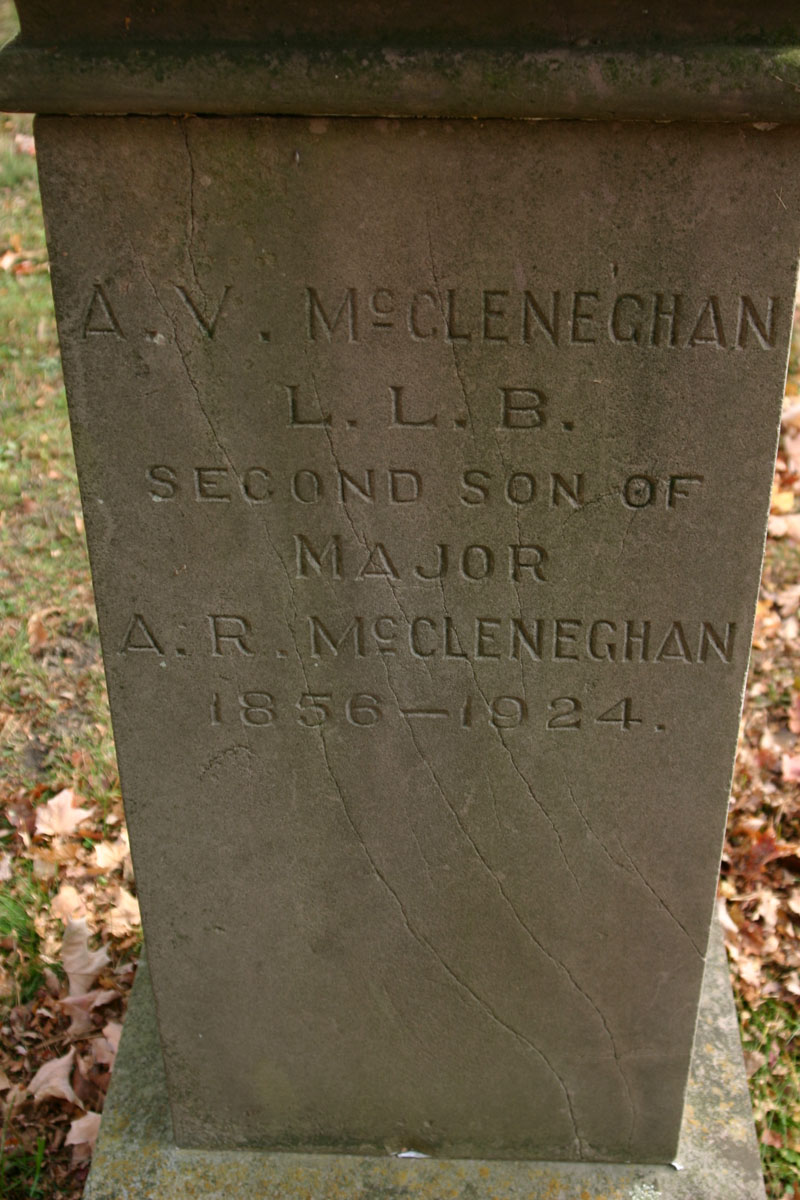 A. V. McCLENEGHAN
L. L. B.
SECOND SON OF
MAJOR
A. R. McCLENEGHAN
1856—1924.